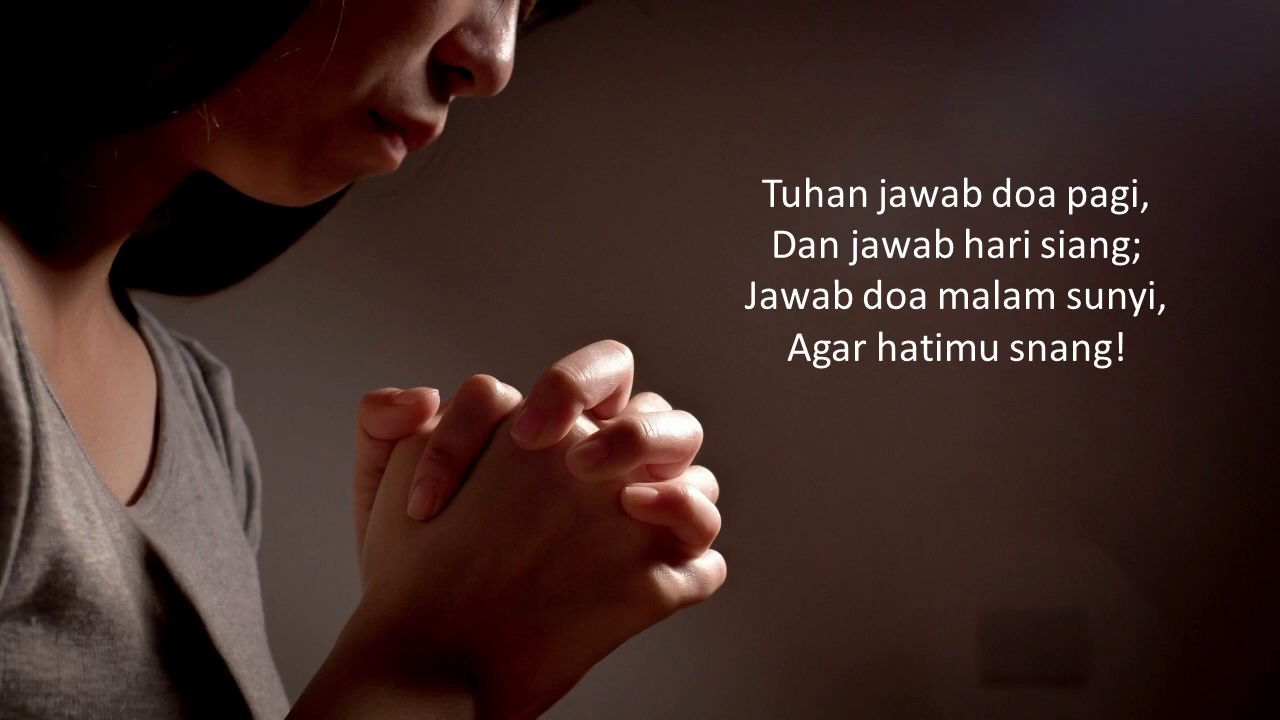 Tuhan jawab doa pagi,
Dan jawab hari siang;
Jawab doa malam sunyi,
Agar hatimu snang!